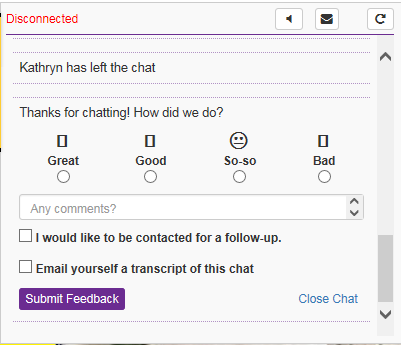 Disconnected
Kathryn has left the chat
Thanks for chatting! How did we do?
Great Good So-so Bad
Any comments?
I would like to be contacted for a follow-up.
Email yourself a transcript of this chat
Submit Feedback Close Chat